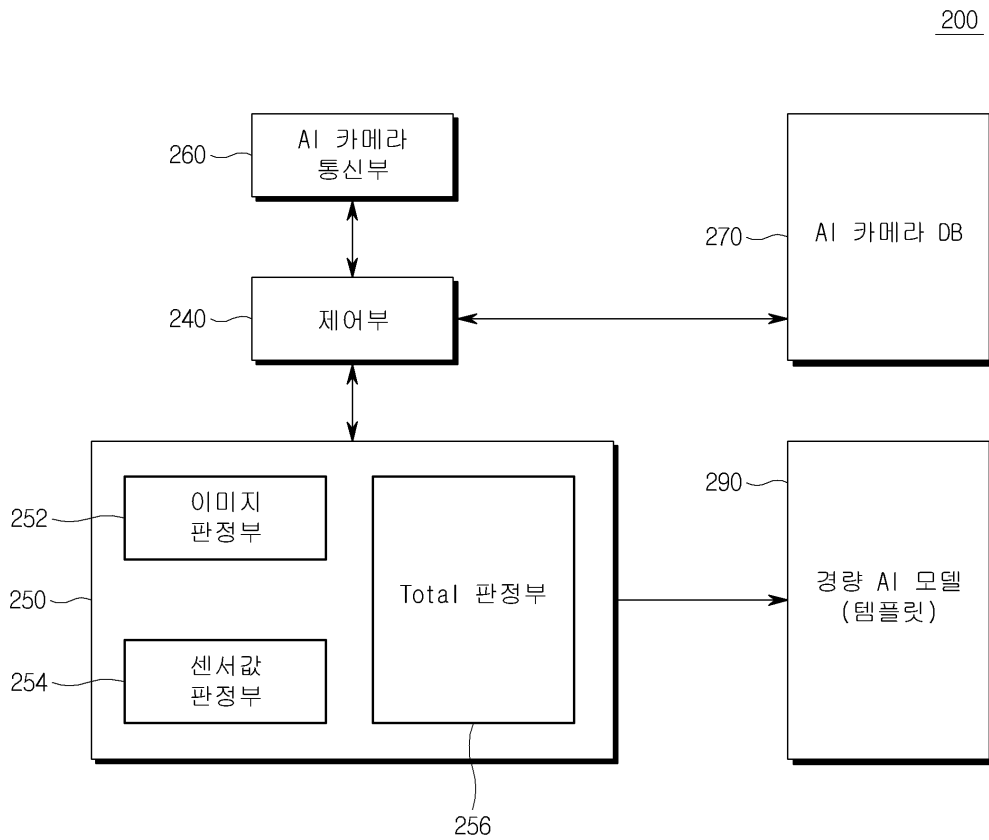 200
AI 카메라
통신부
260
AI 카메라 DB
270
제어부
240
이미지
판정부
252
Total 판정부
250
센서값
판정부
254
256
290
경량 AI 모델
(템플릿)